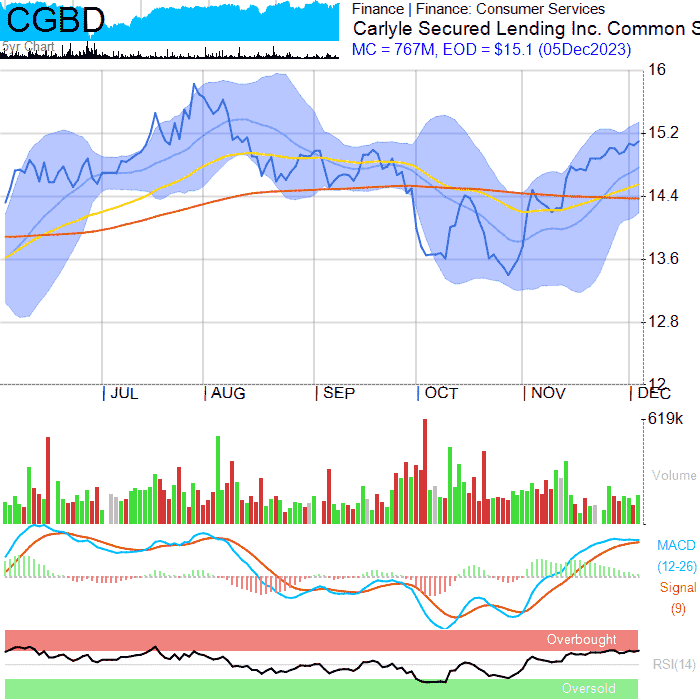 CGBD
5yr Chart
Finance | Finance: Consumer Services
Carlyle Secured Lending Inc. Common S
MC = 767M, EOD = $15.1 (05Dec2023)
16
15.2
14.4
13.6
12.8
12
JUL AUG SEP OCT NOV DEC
619k
Volume
MACD
(12-26)
Signal
(9)
Overbought
RSI(14)
Oversold